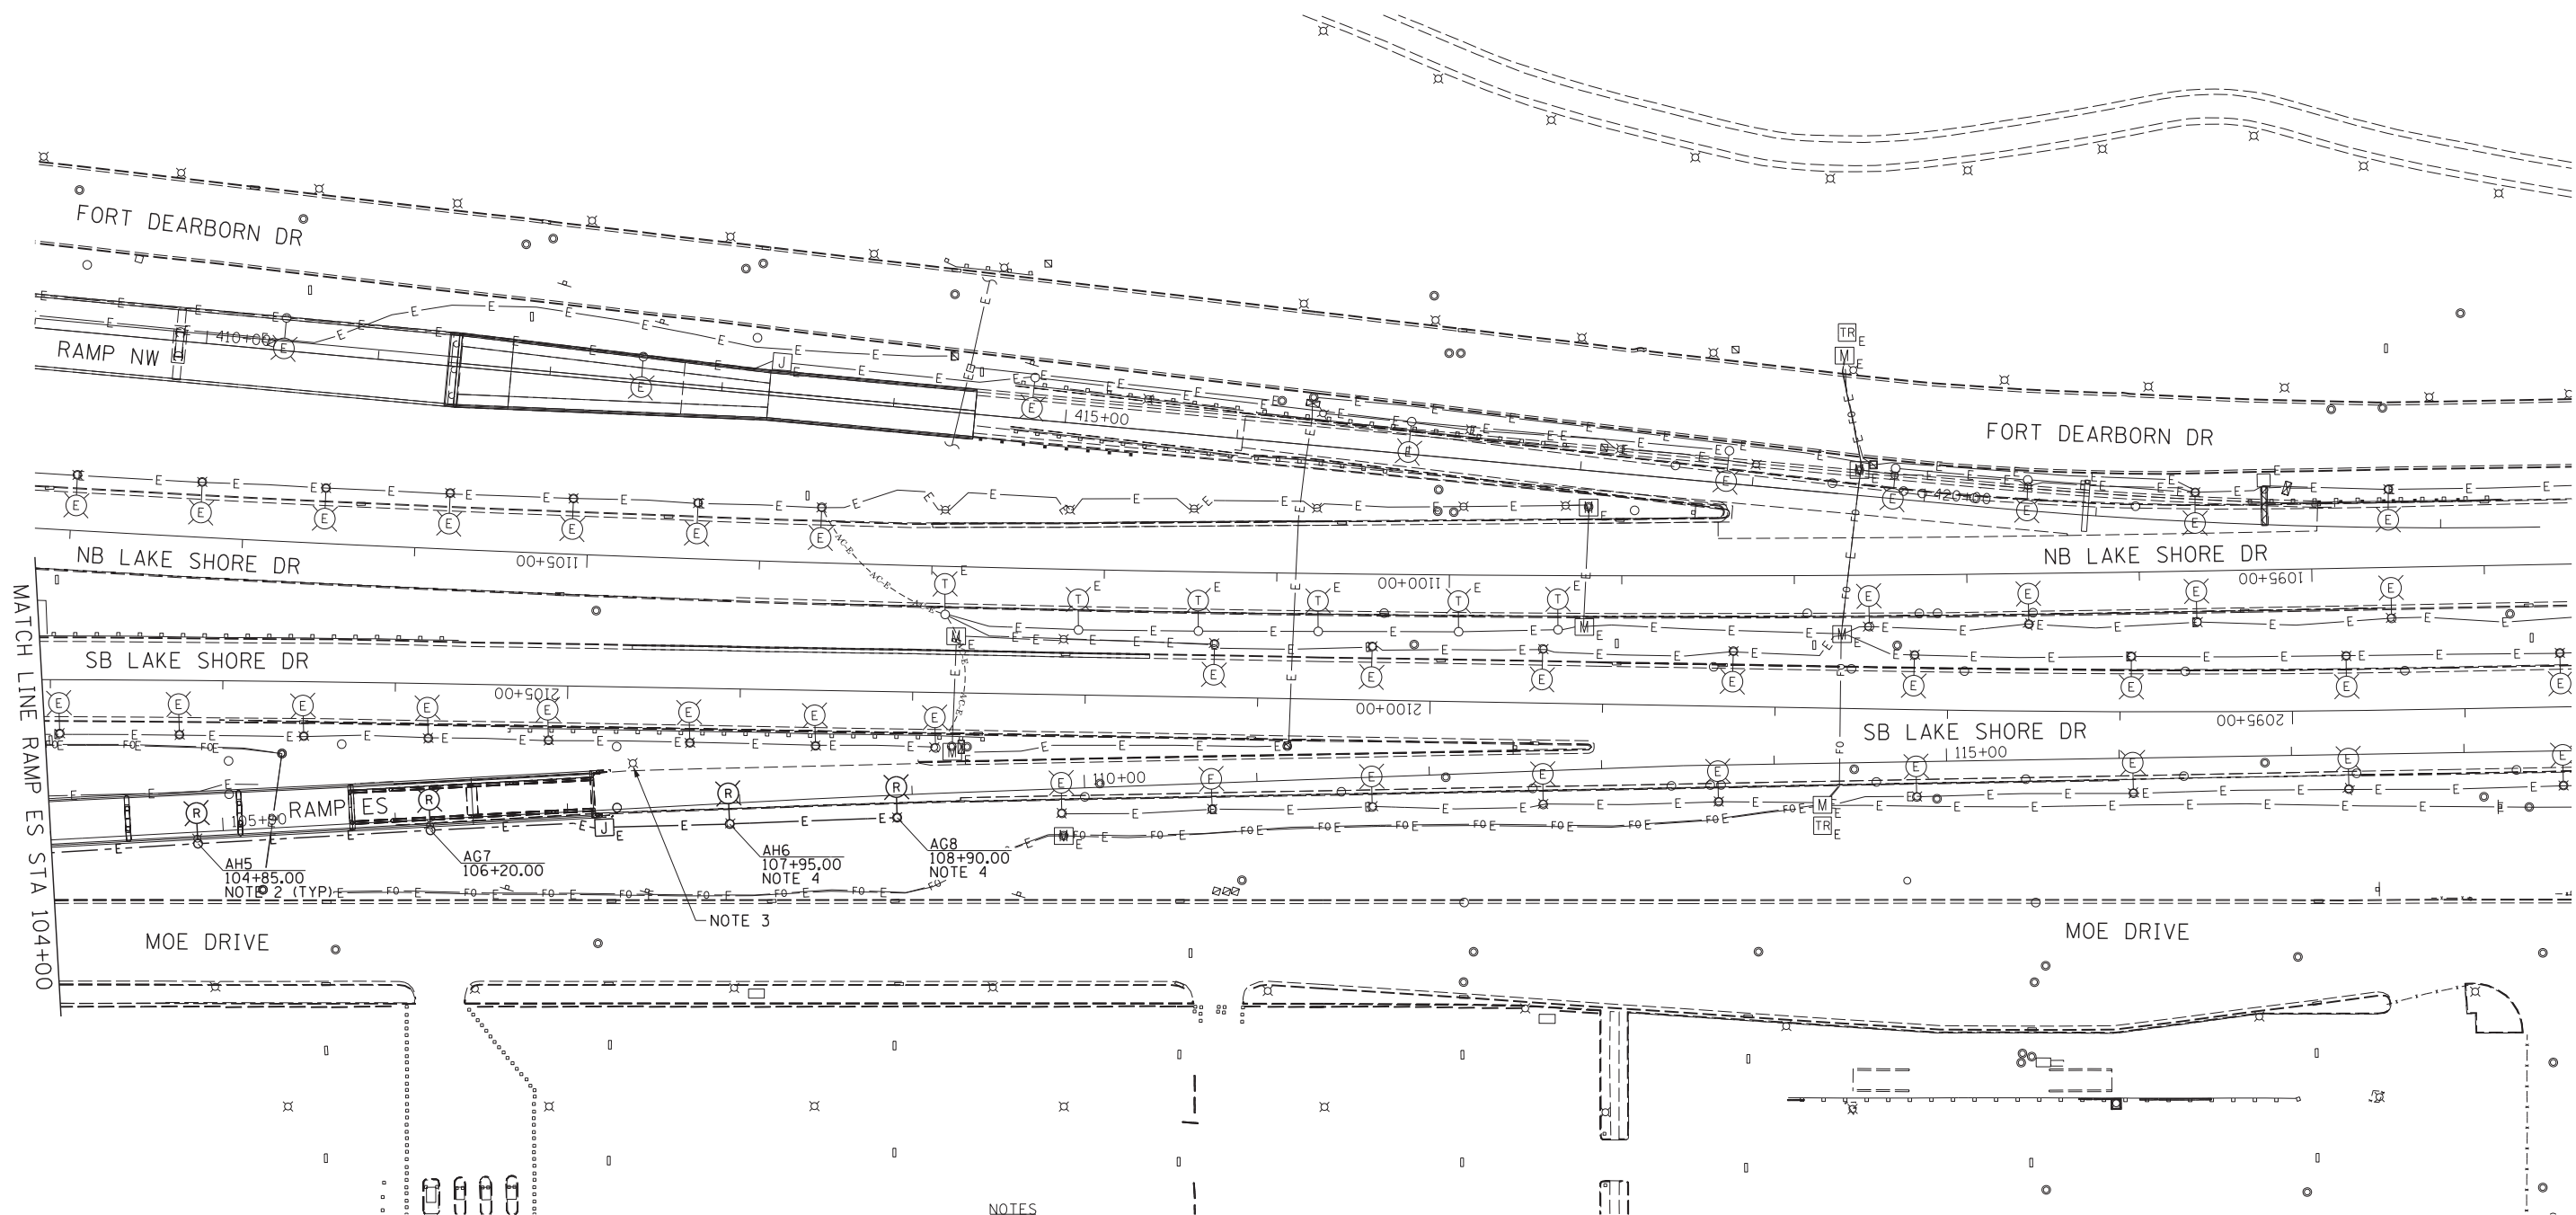 FORT DEARBORN DR
RAMP NW
410+00
J
E
415+00
TR
E
M
FORT DEARBORN DR
420+00
NB LAKE SHORE DR
1105+00
1100+00
NB LAKE SHORE DR
1095+00
T
T
T
T
T
T
M
M
M
SB LAKE SHORE DR
2105+00
2100+00
SB LAKE SHORE DR
2095+00
MATCH LINE RAMP ES STA 104+00
RAMP ES
R
R
R
R
J
110+00
115+00
M
TR
E
AH5
104+85.00
NOTE 2 (TYP)
AG7
106+20.00
AH6
107+95.00
NOTE 4
AG8
108+90.00
NOTE 4
NOTE 3
MOE DRIVE
MOE DRIVE
NOTES